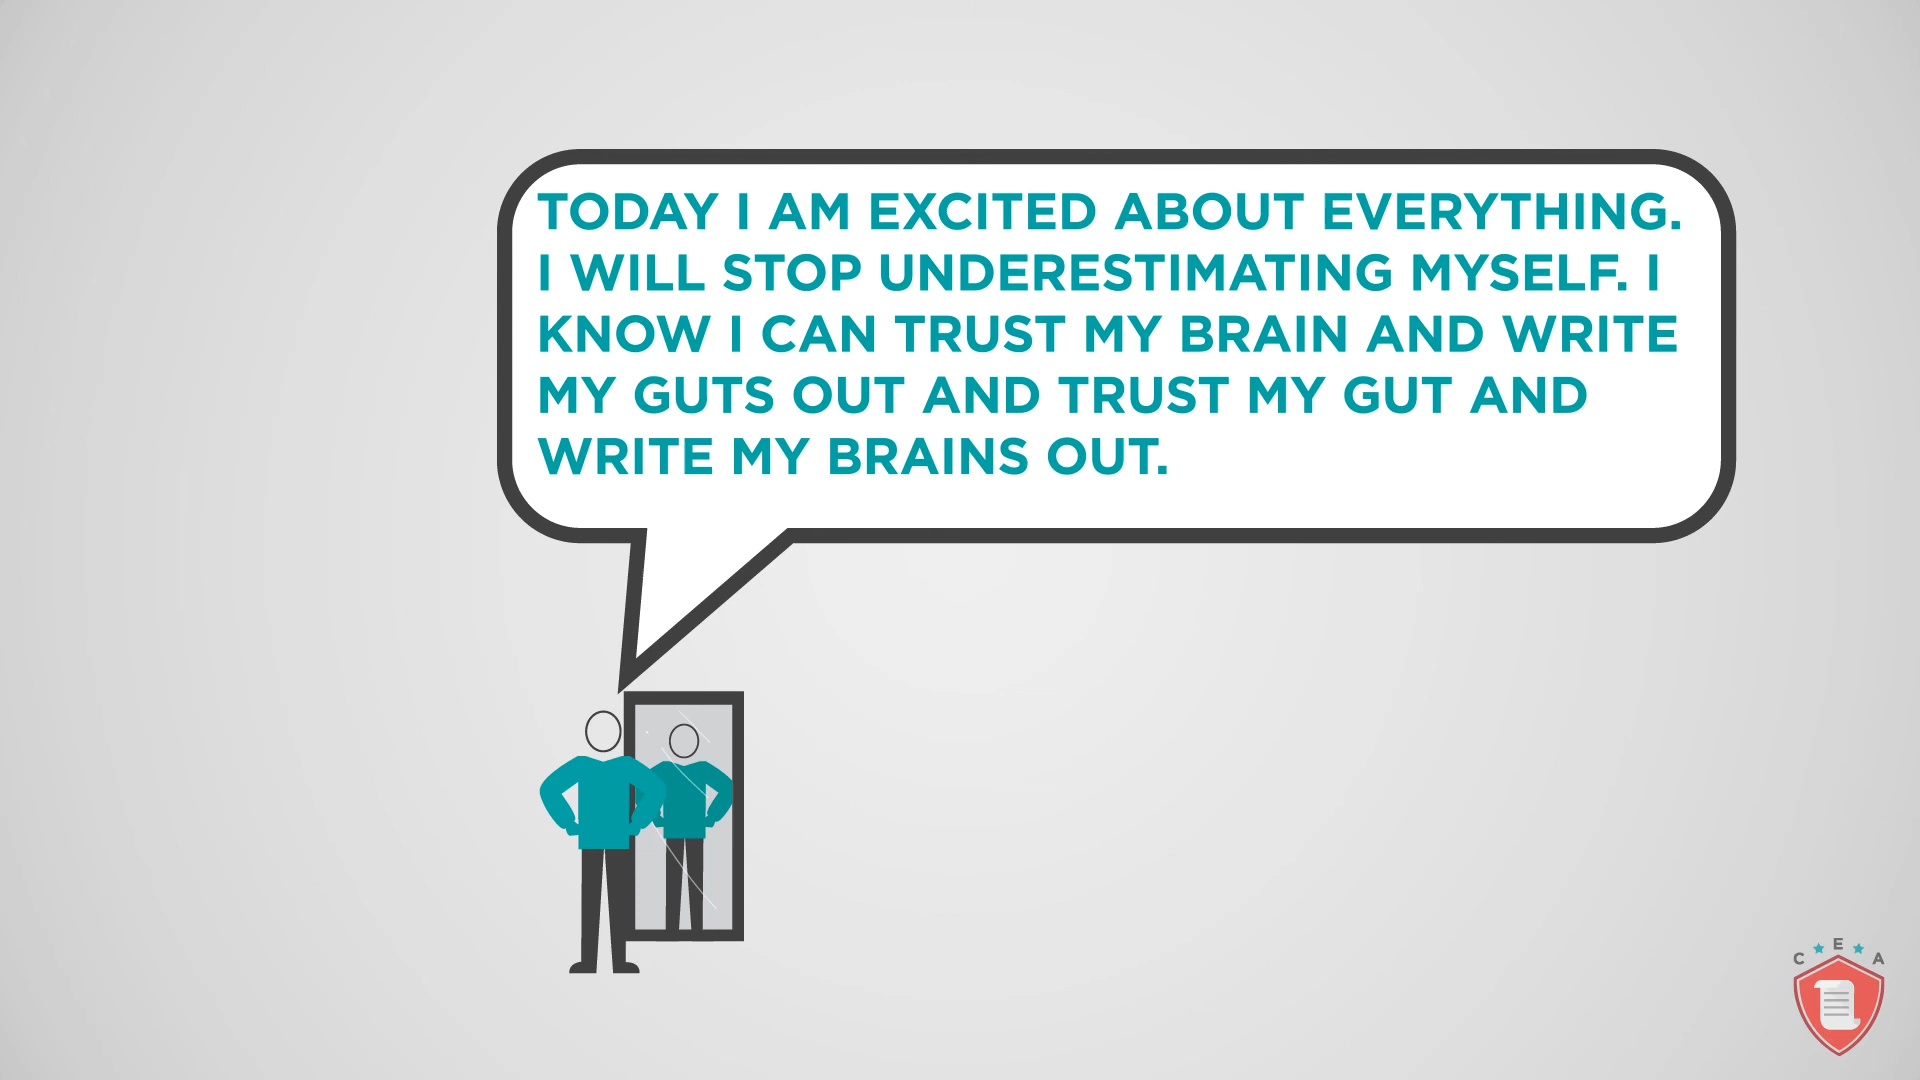 TODAY I AM EXCITED ABOUT EVERYTHING.
I WILL STOP UNDERESTIMATING MYSELF. I
KNOW I CAN TRUST MY BRAIN AND WRITE
MY GUTS OUT AND TRUST MY GUT AND
WRITE MY BRAINS OUT.
C E A